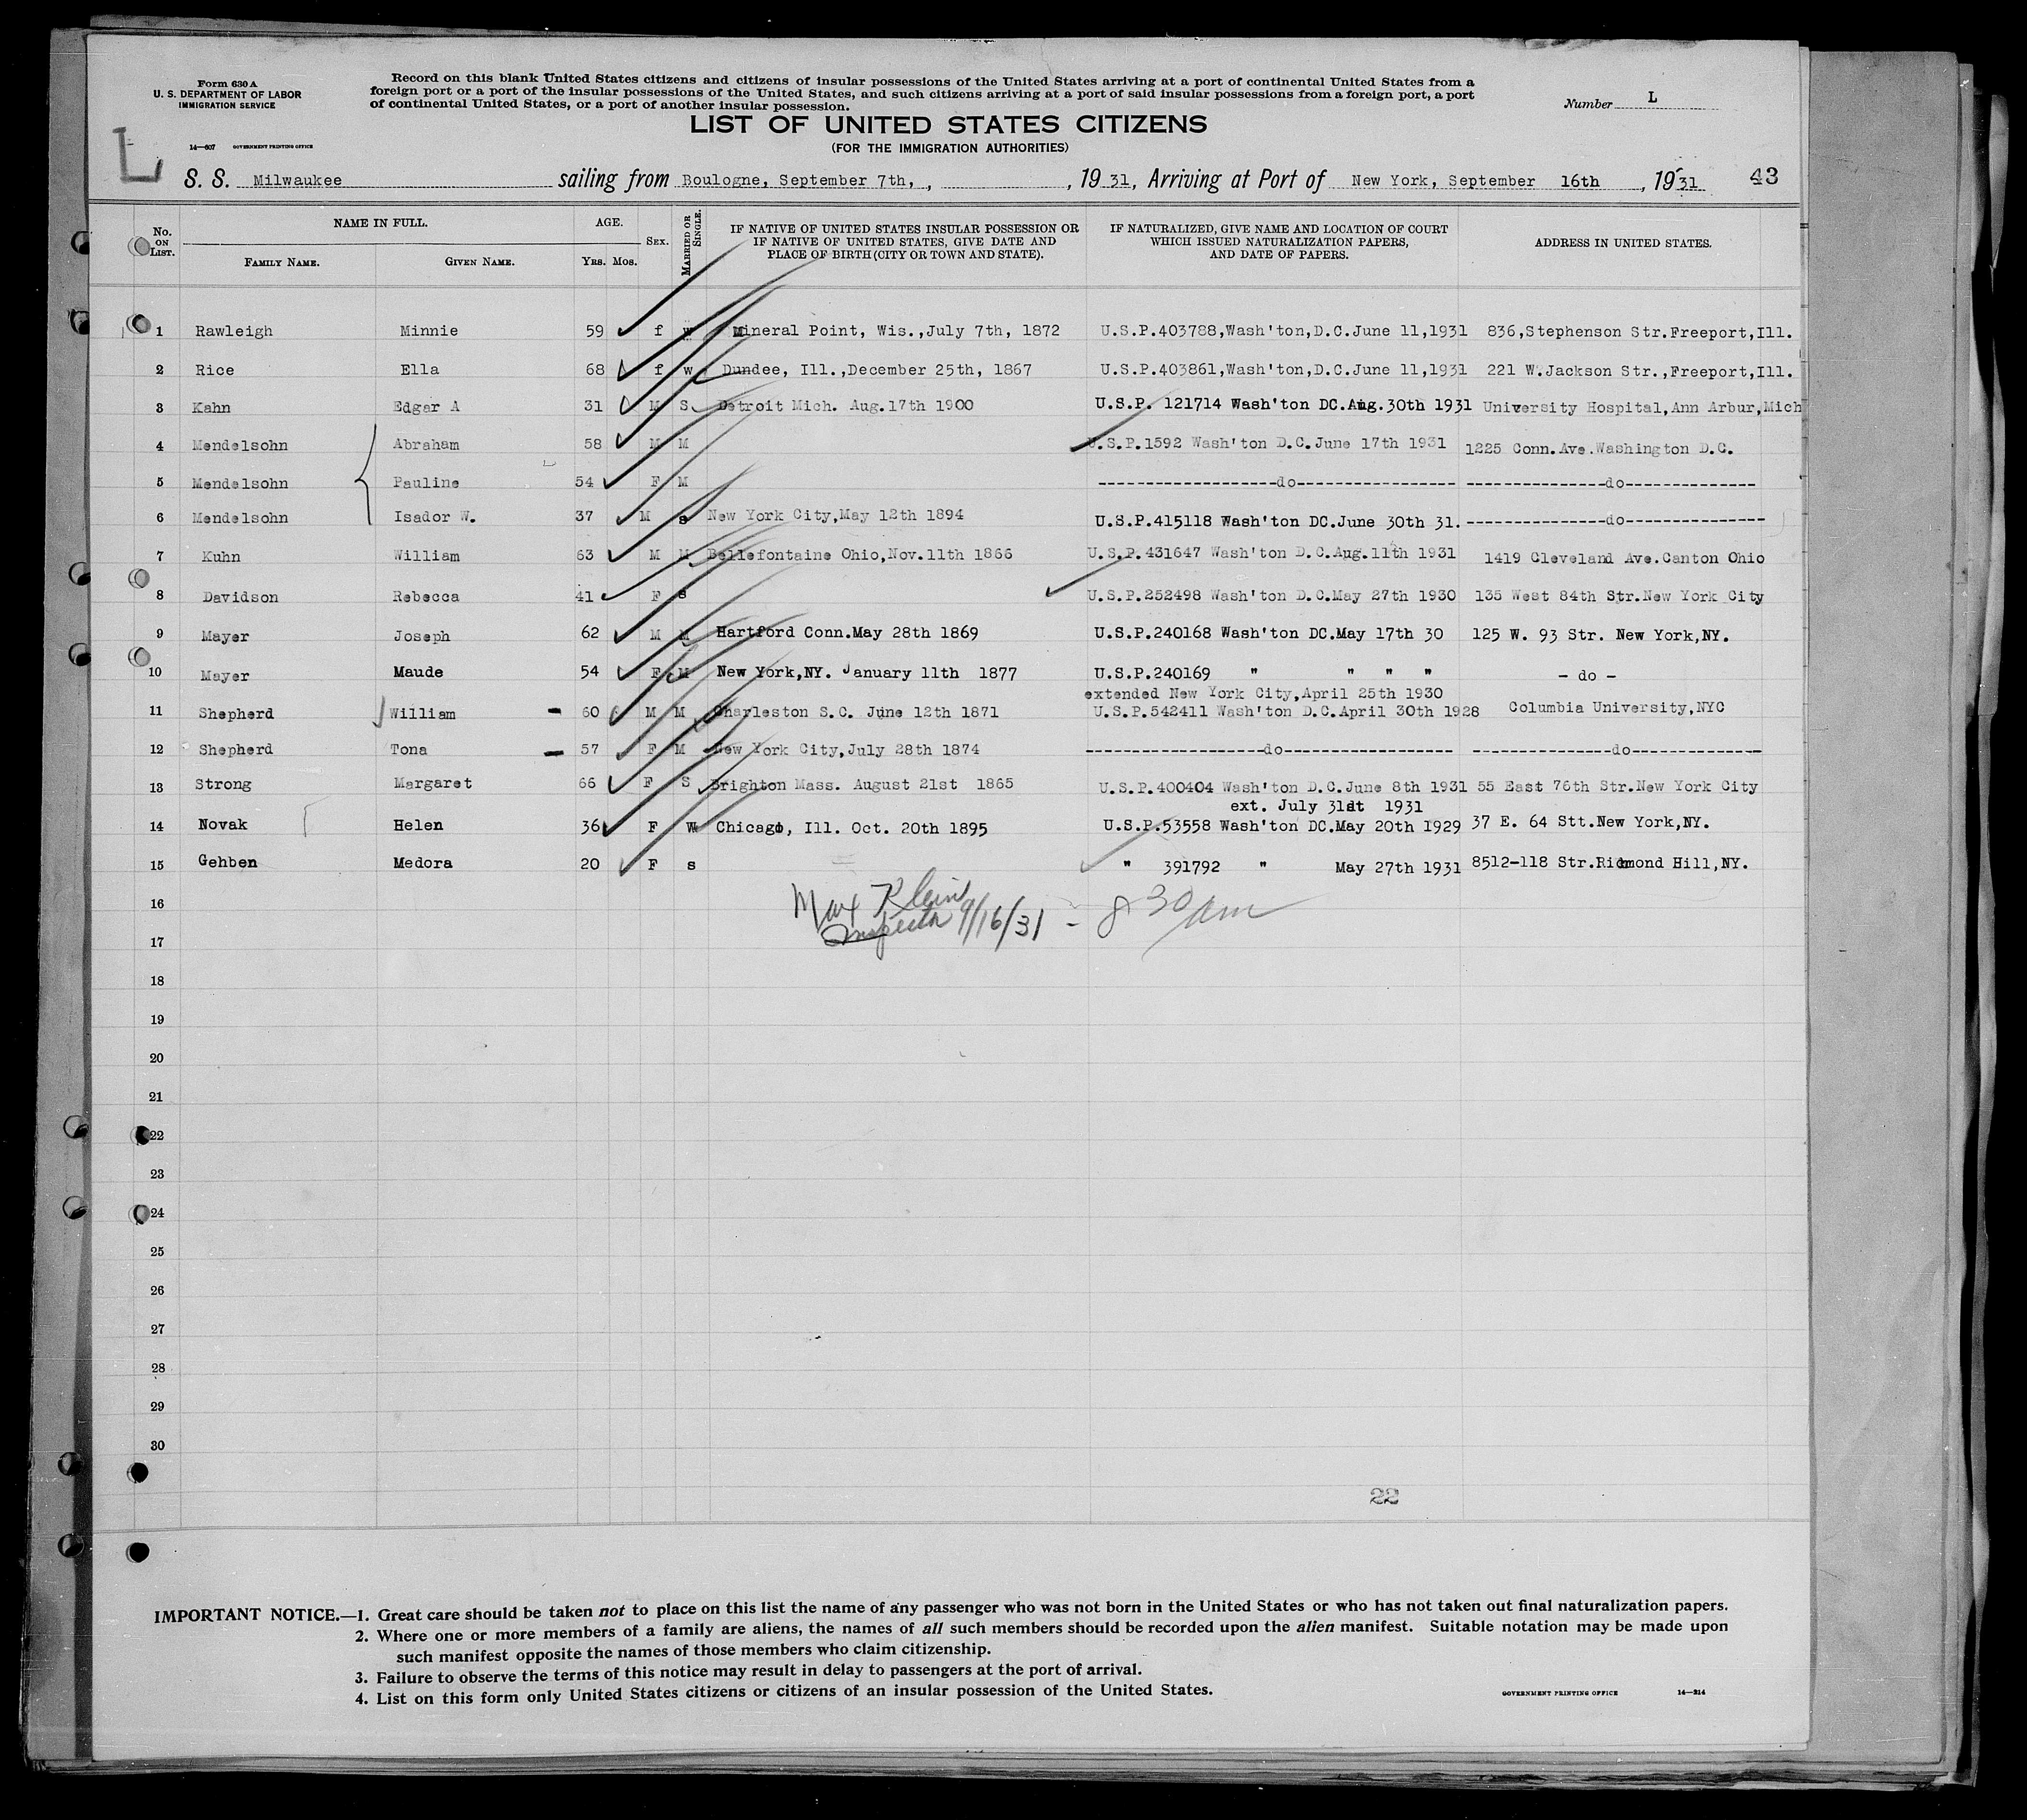 Form 630 A
U. S. DEPARTMENT OF LABOR
IMMIGRATION SERVICE
14—607 GOVERNMENT PRINTING OFFICE
Record on this blank United States citizens and citizens of insular possessions of the United States arriving at a port of continental United States from a
foreign port or a port of the insular possessions of the United States, and such citizens arriving at a port of said insular possessions from a foreign port, a port
of continental United States, or a port of another insular possession.
Number L
LIST OF UNITED STATES CITIZENS
(FOR THE IMMIGRATION AUTHORITIES)
L
S. S. Milwaukee sailing from Boulogne, September 7th, , , 19 31, Arriving at Port of New York, September 16th , 19 31 43
No. ON LIST. NAME IN FULL. FAMILY NAME. GIVEN NAME. AGE. YRS. MOS. SEX. MARRIED OR SINGLE. IF NATIVE OF UNITED STATES INSULAR POSSESSION OR IF NATIVE OF UNITED STATES, GIVE DATE AND PLACE OF BIRTH (CITY OR TOWN AND STATE). IF NATURALIZED, GIVE NAME AND LOCATION OF COURT WHICH ISSUED NATURALIZATION PAPERS, AND DATE OF PAPERS. ADDRESS IN UNITED STATES.
1 Rawleigh Minnie 59 f w Mineral Point, Wis.,July 7th, 1872 U.S.P.403788,Wash'ton,D.C.June 11,1931 836,Stephenson Str.Freeport,Ill.
2 Rice Ella 68 f w Dundee, Ill.,December 25th, 1867 U.S.P.403861,Wash'ton,D.C.June 11,1931 221 W.Jackson Str.,Freeport,Ill.
3 Kahn Edgar A 31 M S Detroit Mich. Aug.17th 1900 U.S.P. 121714 Wash'ton DC.Aug.30th 1931 University Hospital,Ann Arbur,Mich
4 Mendelsohn Abraham 58 M M U.S.P.1592 Wash'ton D.C.June 17th 1931 1225 Conn.Ave.Washington D.C.
5 Mendelsohn Pauline 54 F M -------------------do----------------- ---------------do--------------
6 Mendelsohn Isador W. 37 M s New York City,May 12th 1894 U.S.P.415118 Wash'ton DC.June 30th 31. ---------------do---------------
7 Kuhn William 63 M M Bellefontaine Ohio,Nov.11th 1866 U.S.P.431647 Wash'ton D.C.Aug.11th 1931 1419 Cleveland Ave.Canton Ohio
8 Davidson Rebecca 41 F s U.S.P.252498 Wash'ton D.C.May 27th 1930 135 West 84th Str.New York City
9 Mayer Joseph 62 M M Hartford Conn.May 28th 1869 U.S.P.240168 Wash'ton DC.May 17th 30 125 W. 93 Str. New York,NY.
10 Mayer Maude 54 F M New York,NY. January 11th 1877 U.S.P.240169 " " " " - do -
extended New York City,April 25th 1930
11 Shepherd William - 60 M M Charleston S.C. June 12th 1871 U.S.P.542411 Wash'ton D.C.April 30th 1928 Columbia University,NYC
12 Shepherd Tona - 57 F M New York City,July 28th 1874 -------------------do------------------ ---------------do--------------
13 Strong Margaret 66 F S Brighton Mass. August 21st 1865 U.S.P.400404 Wash'ton D.C.June 8th 1931 55 East 76th Str.New York City
ext. July 31st 1931
14 Novak Helen 36 F W Chicago, Ill. Oct. 20th 1895 U.S.P.53558 Wash'ton DC.May 20th 1929 37 E. 64 Stt.New York,NY.
15 Gehben Medora 20 F s " 391792 " May 27th 1931 8512-118 Str.Richmond Hill,NY.
16
Max Klein
Inspector 9/16/31 - 8 30 am
17
18
19
20
21
22
23
24
25
26
27
28
29
30
22
IMPORTANT NOTICE.—1. Great care should be taken not to place on this list the name of any passenger who was not born in the United States or who has not taken out final naturalization papers.
2. Where one or more members of a family are aliens, the names of all such members should be recorded upon the alien manifest. Suitable notation may be made upon
such manifest opposite the names of those members who claim citizenship.
3. Failure to observe the terms of this notice may result in delay to passengers at the port of arrival.
4. List on this form only United States citizens or citizens of an insular possession of the United States.
GOVERNMENT PRINTING OFFICE 14—214